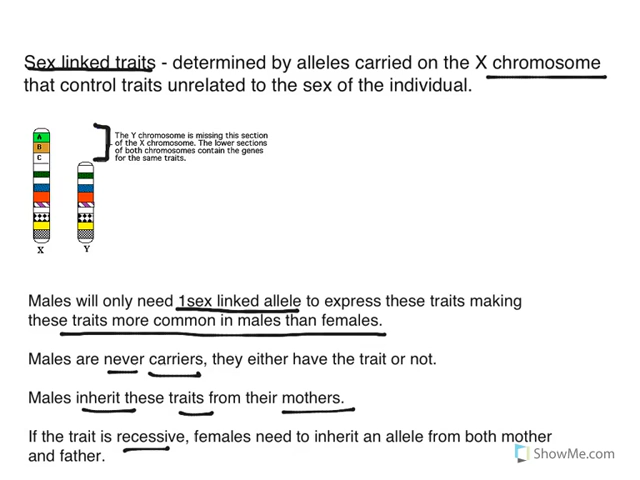 Sex linked traits - determined by alleles carried on the X chromosome
that control traits unrelated to the sex of the individual.
The Y chromosome is missing this section
of the X chromosome. The lower sections
of both chromosomes contain the genes
for the same traits.
A
B
C
X
Y
Males will only need 1sex linked allele to express these traits making
these traits more common in males than females.
Males are never carriers, they either have the trait or not.
Males inherit these traits from their mothers.
If the trait is recessive, females need to inherit an allele from both mother
and father.
ShowMe.com